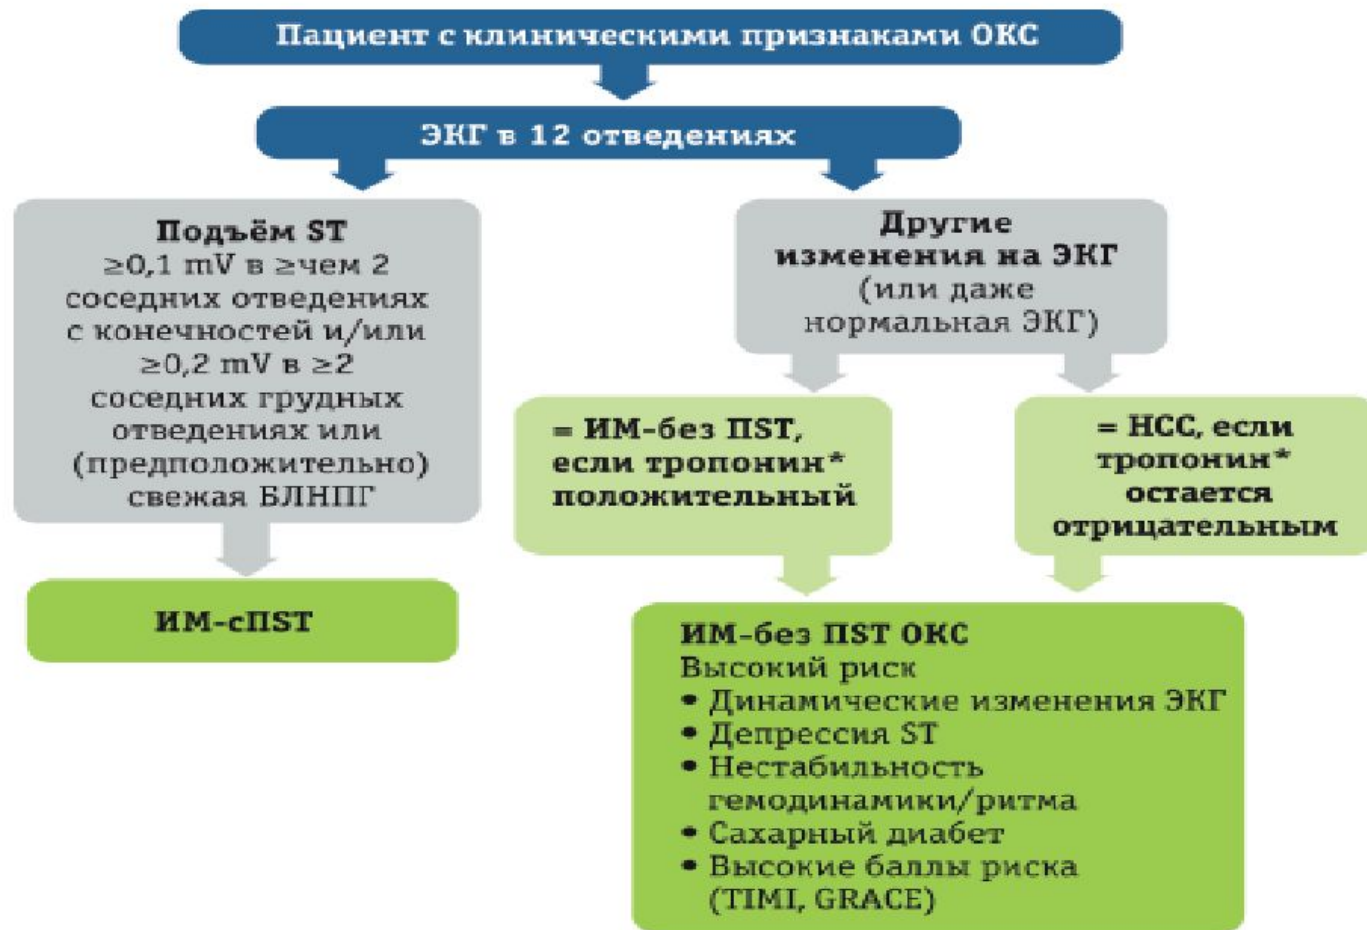 Пациент с клиническими признаками ОКС
ЭКГ в 12 отведениях
Подъём ST
≥0,1 mV в ≥чем 2
соседних отведениях
с конечностей и/или
≥0,2 mV в ≥2
соседних грудных
отведениях или
(предположительно)
свежая БЛНПГ
ИМ-сПST
Другие
изменения на ЭКГ
(или даже
нормальная ЭКГ)
= ИМ-без ПST,
если тропонин*
положительный
= НСС, если
тропонин*
остается
отрицательным
ИМ-без ПST ОКС
Высокий риск
• Динамические изменения ЭКГ
• Депрессия ST
• Нестабильность
гемодинамики/ритма
• Сахарный диабет
• Высокие баллы риска
(TIMI, GRACE)